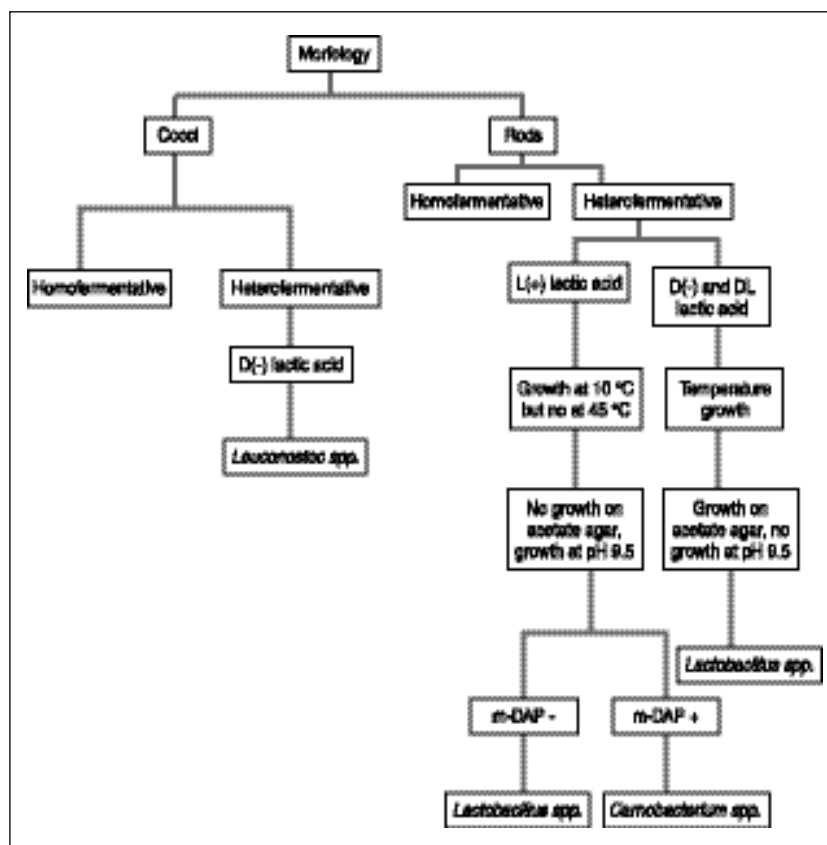 Morfology
Cocci
Rods
Homofermentative
Heterofermentative
Homofermentative
Heterofermentative
L(+) lactic acid
D(-) and DL
lactic acid
D(-) lactic acid
Growth at 10 °C
but no at 45 °C
Temperature
growth
Leuconostoc spp.
No growth on
acetate agar,
growth at pH 9.5
Growth on
acetate agar, no
growth at pH 9.5
Lactobacillus spp.
m-DAP -
m-DAP +
Lactobacillus spp.
Carnobacterium spp.